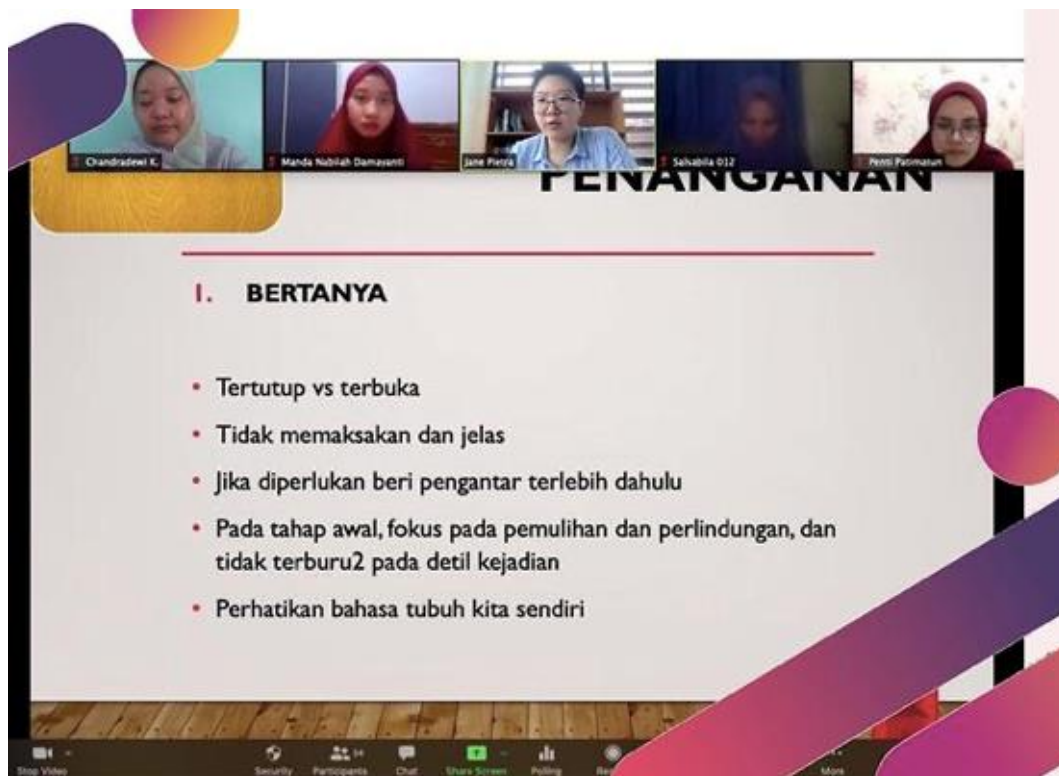 Chandradewi K.
Manda Nabilah Damayanti
Jane Pietra
Salsabila 012
Penti Patimatun
PENANGANAN
I. BERTANYA
• Tertutup vs terbuka
• Tidak memaksakan dan jelas
• Jika diperlukan beri pengantar terlebih dahulu
• Pada tahap awal, fokus pada pemulihan dan perlindungan, dan
tidak terburu2 pada detil kejadian
• Perhatikan bahasa tubuh kita sendiri
Stop Video
Security
Participants
Chat
Share Screen
Polling
More